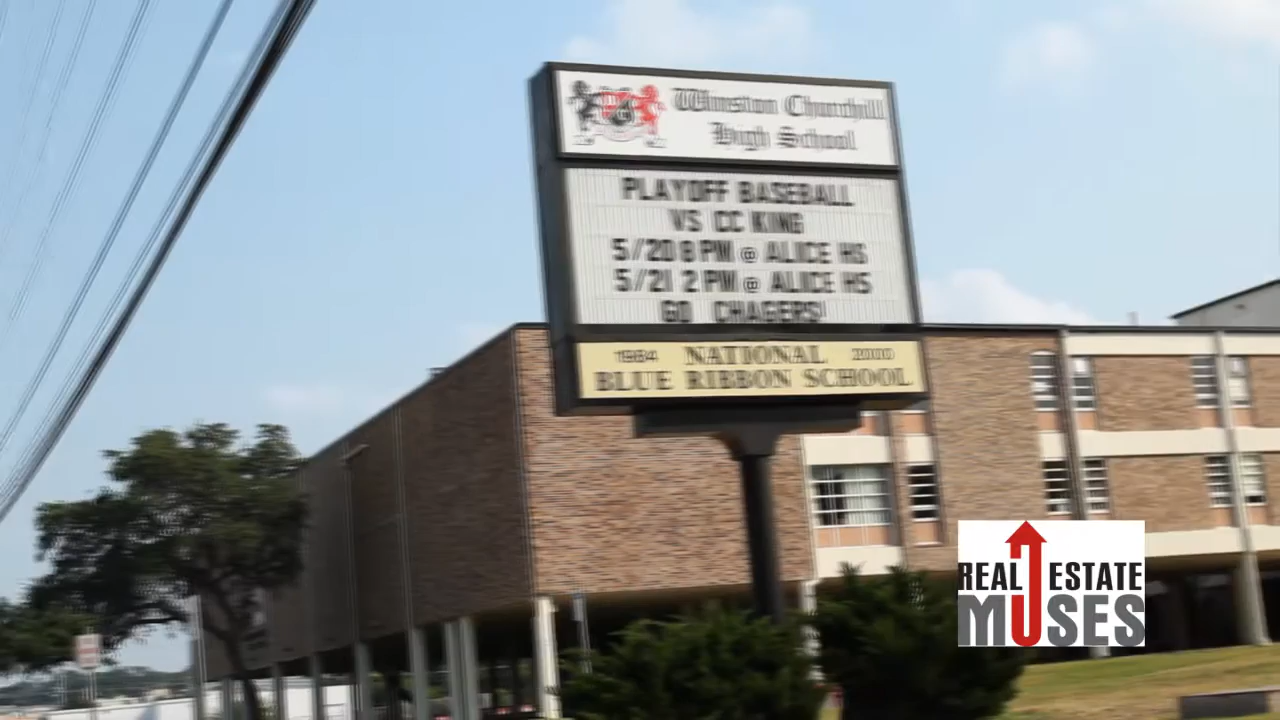 Winston Churchill
High School
PLAYOFF BASEBALL
VS CC KING
5/20 8 PM @ ALICE HS
5/21 2 PM @ ALICE HS
GO CHAGERS!
1984 NATIONAL 2000
BLUE RIBBON SCHOOL
REAL ESTATE
MUSES